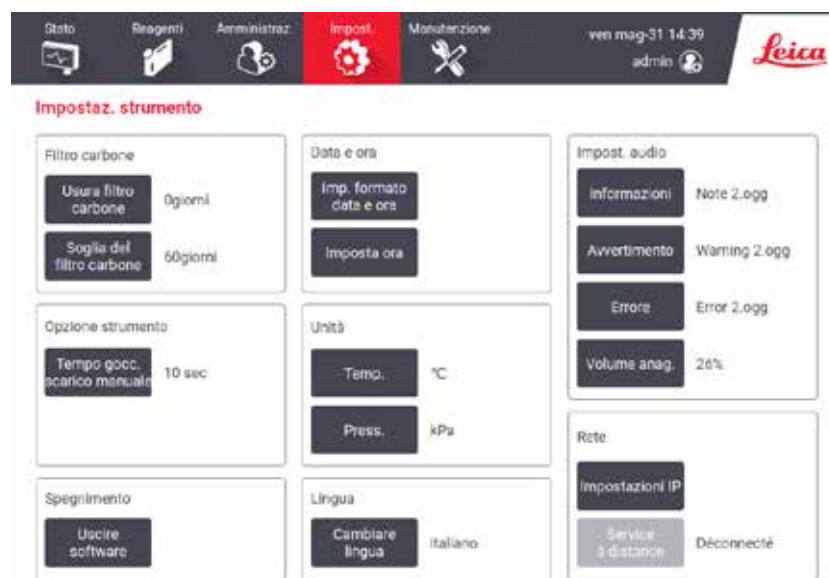 Stato
Reagenti
Amministraz.
Impost.
Manutenzione
ven mag-31 14:39
admin
Leica
Impostaz. strumento
Filtro carbone
Usura filtro
carbone
0giorni
Soglia del
filtro carbone
60giorni
Opzione strumento
Tempo gocc.
scarico manuale
10 sec
Spegnimento
Uscire
software
Data e ora
Imp. formato
data e ora
Imposta ora
Unità
Temp.
°C
Press.
kPa
Lingua
Cambiare
lingua
Italiano
Impost. audio
Informazioni
Note 2.ogg
Avvertimento
Warning 2.ogg
Errore
Error 2.ogg
Volume anag.
26%
Rete
Impostazioni IP
Service
à distance
Déconnecté